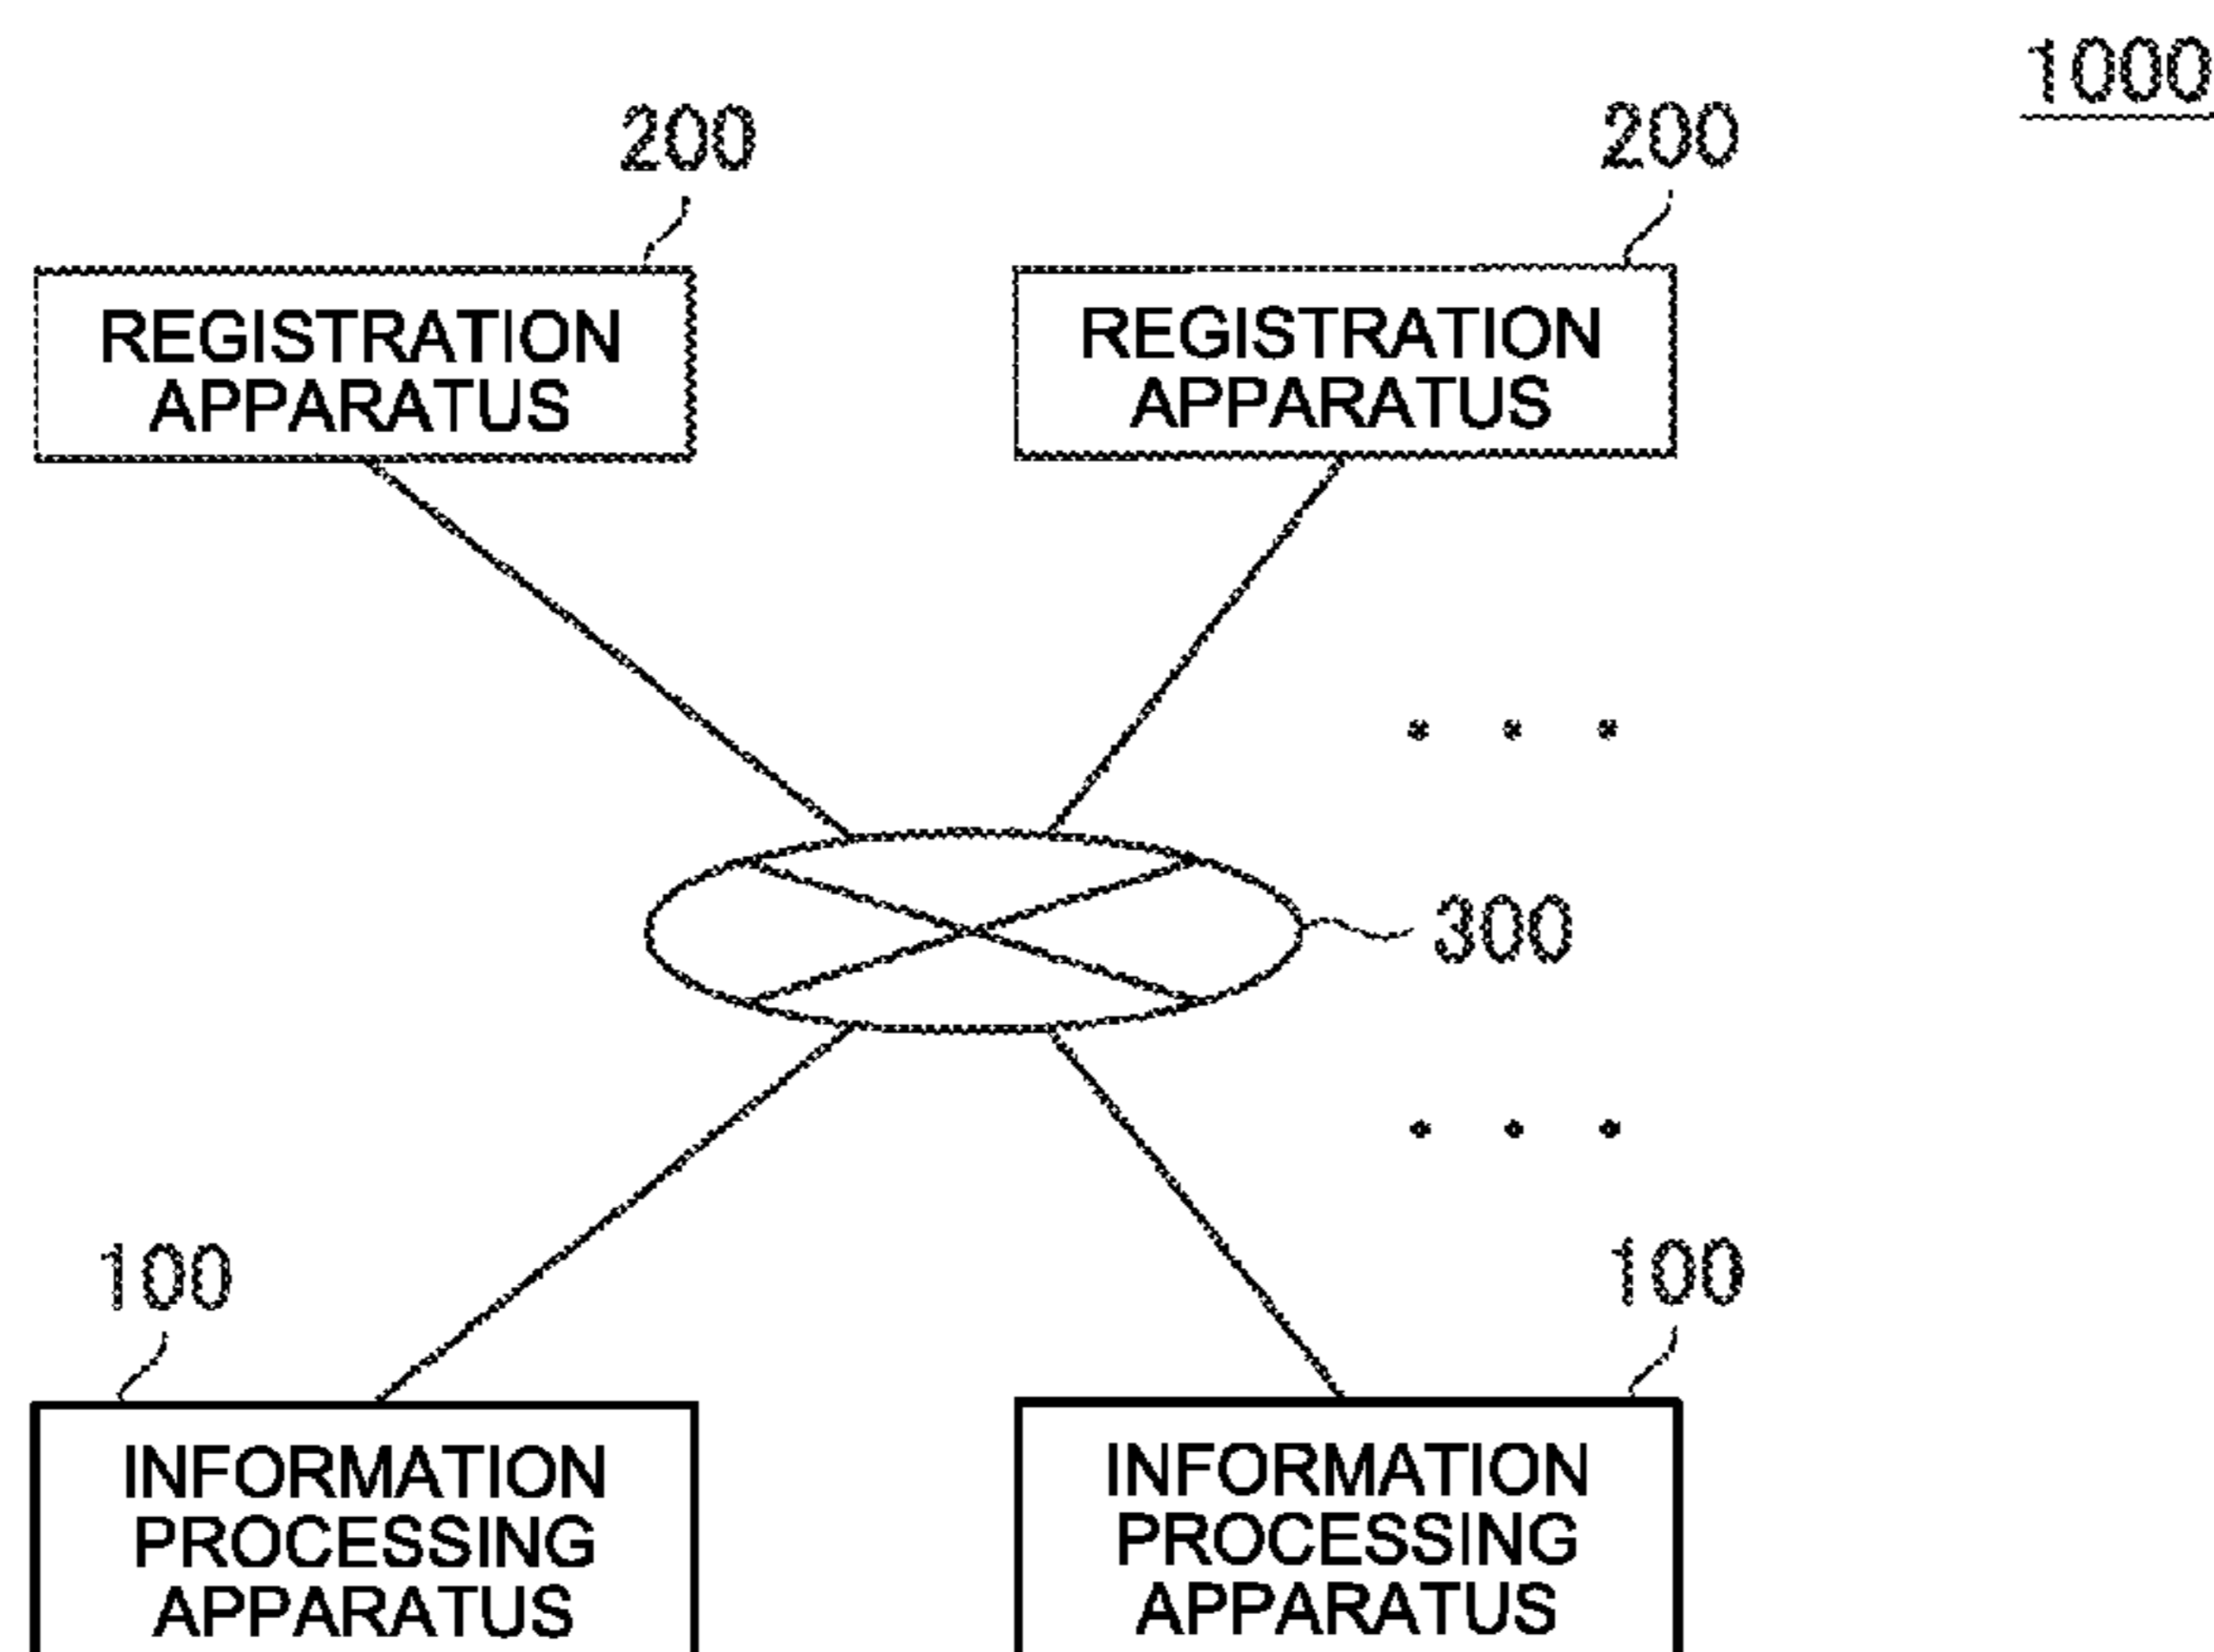 1000
200
200
REGISTRATION
APPARATUS
REGISTRATION
APPARATUS
300
100
100
INFORMATION
PROCESSING
APPARATUS
INFORMATION
PROCESSING
APPARATUS